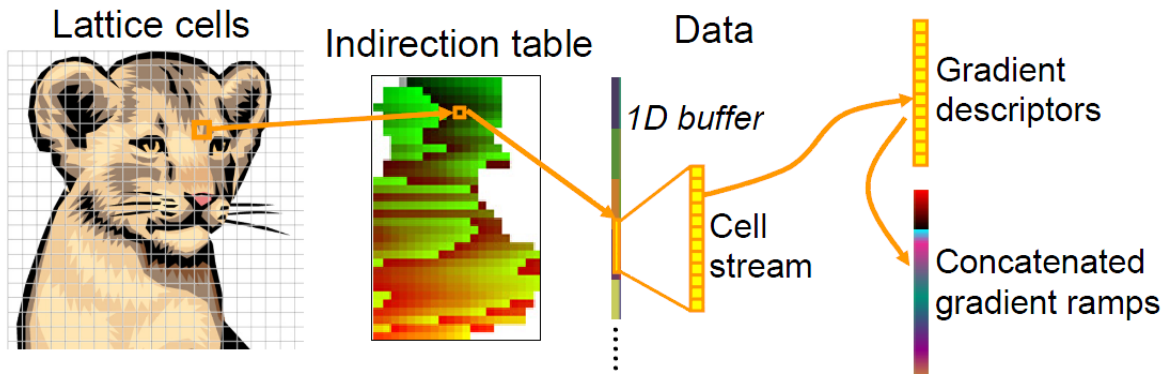 Lattice cells
Indirection table
Data
1D buffer
Cell
stream
Gradient
descriptors
Concatenated
gradient ramps